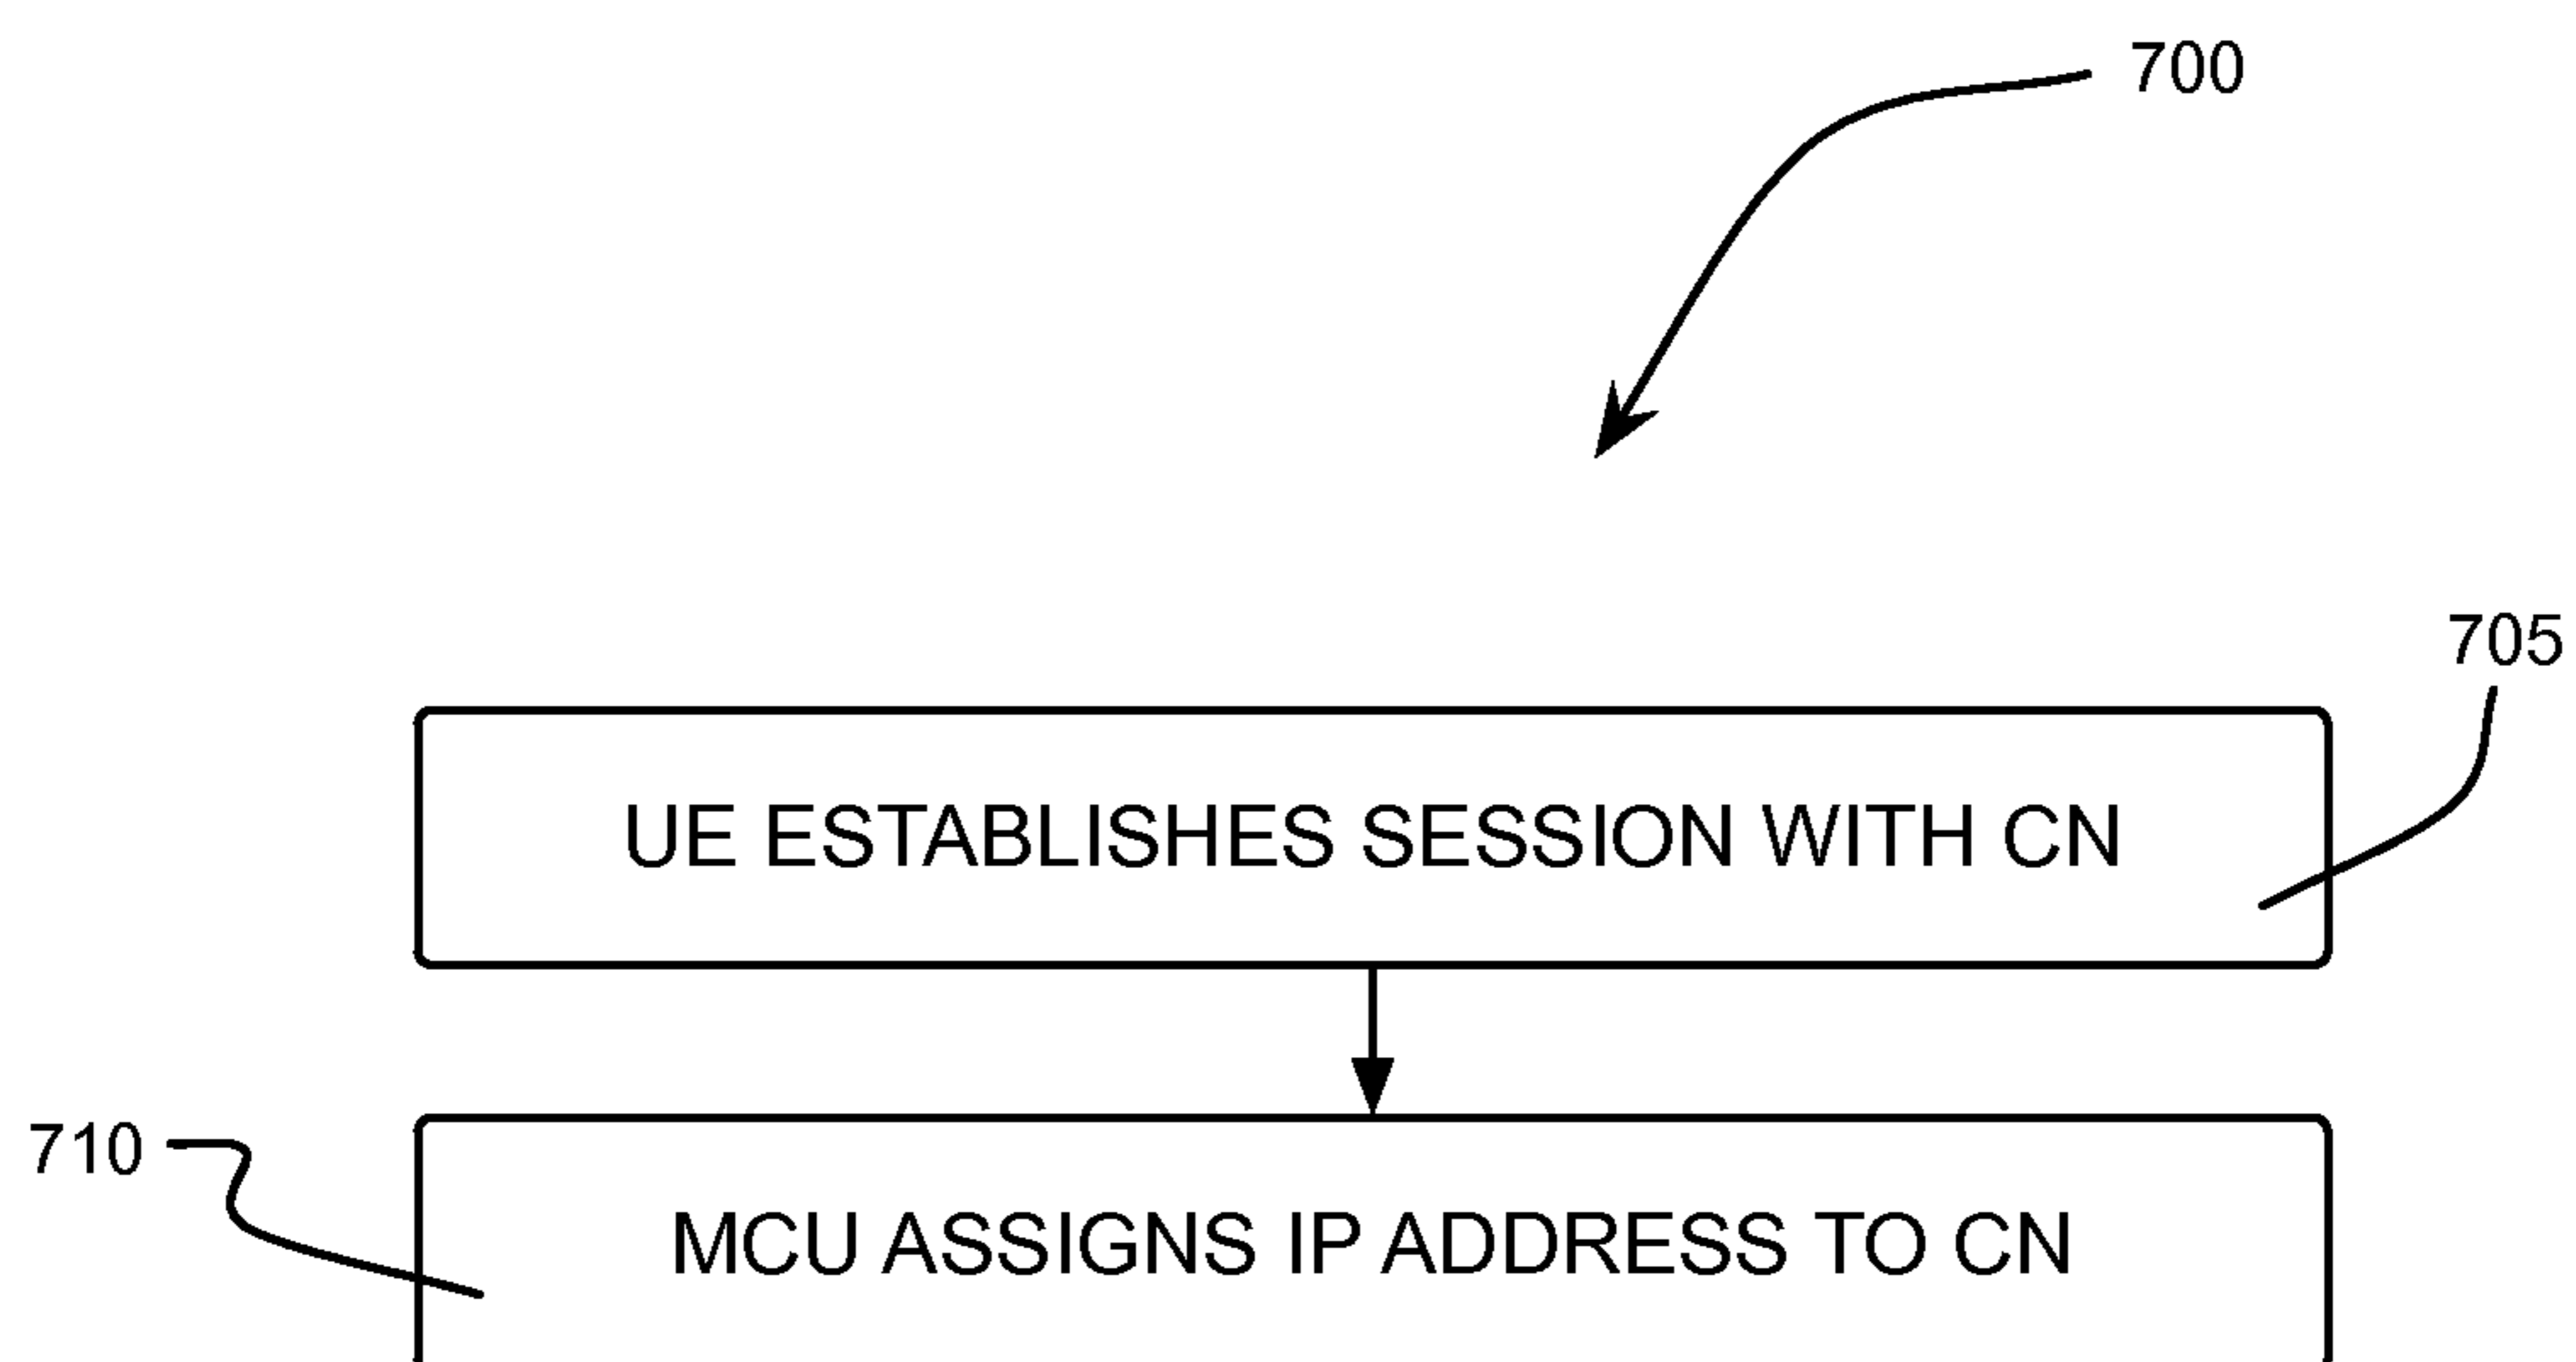 700
705
UE ESTABLISHES SESSION WITH CN
710
MCU ASSIGNS IP ADDRESS TO CN